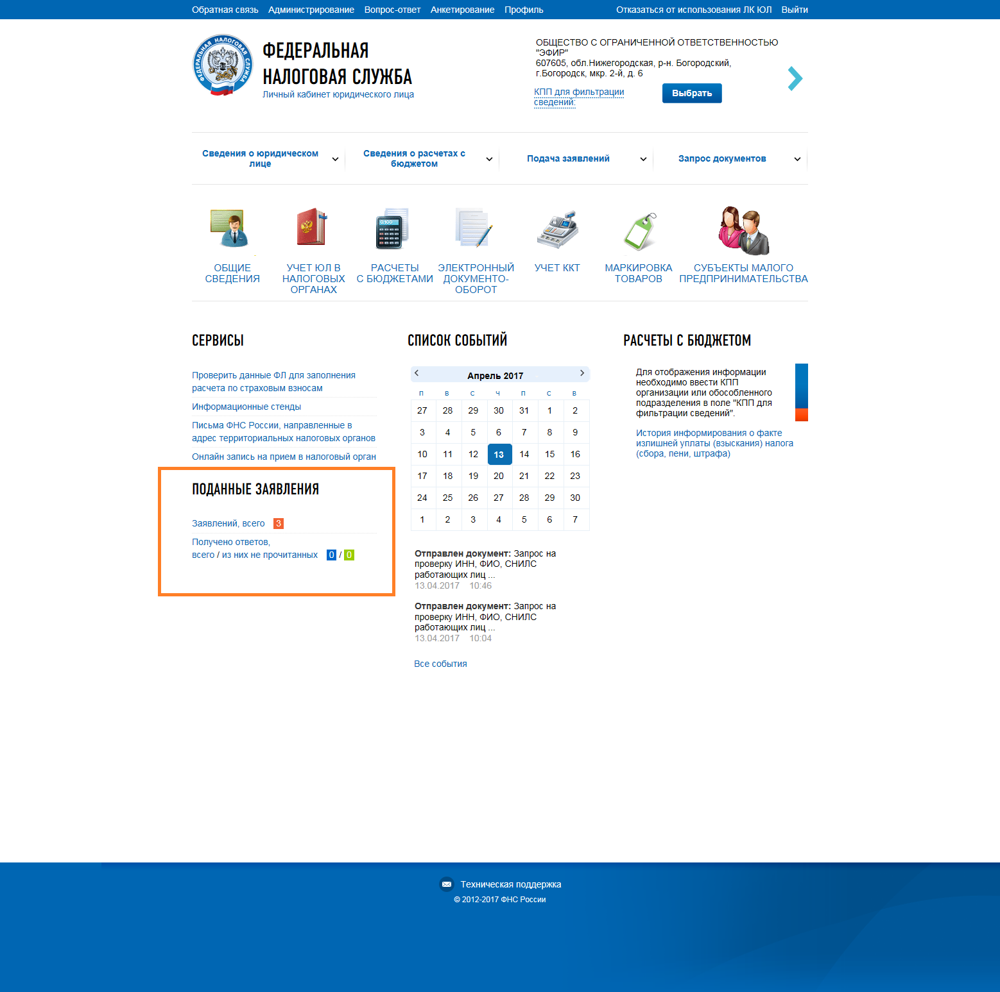 Обратная связь Администрирование Вопрос-ответ Анкетирование Профиль Отказаться от использования ЛК ЮЛ Выйти
ФЕДЕРАЛЬНАЯ НАЛОГОВАЯ СЛУЖБА
ФЕДЕРАЛЬНАЯ
НАЛОГОВАЯ СЛУЖБА
Личный кабинет юридического лица
ОБЩЕСТВО С ОГРАНИЧЕННОЙ ОТВЕТСТВЕННОСТЬЮ
"ЭФИР"
607605, обл.Нижегородская, р-н. Богородский,
г.Богородск, мкр. 2-й, д. 6
КПП для фильтрации
сведений:
Выбрать
Сведения о юридическом
лице
Сведения о расчетах с
бюджетом
Подача заявлений
Запрос документов
ОБЩИЕ
СВЕДЕНИЯ
УЧЕТ ЮЛ В
НАЛОГОВЫХ
ОРГАНАХ
РАСЧЕТЫ
С БЮДЖЕТАМИ
ЭЛЕКТРОННЫЙ
ДОКУМЕНТО-
ОБОРОТ
УЧЕТ ККТ
МАРКИРОВКА
ТОВАРОВ
СУБЪЕКТЫ МАЛОГО
ПРЕДПРИНИМАТЕЛЬСТВА
СЕРВИСЫ
Проверить данные ФЛ для заполнения
расчета по страховым взносам
Информационные стенды
Письма ФНС России, направленные в
адрес территориальных налоговых органов
Онлайн запись на прием в налоговый орган
ПОДАННЫЕ ЗАЯВЛЕНИЯ
Заявлений, всего 3
Получено ответов,
всего / из них не прочитанных 0 / 0
СПИСОК СОБЫТИЙ
Апрель 2017
П В С Ч П С В
27 28 29 30 31 1 2
3 4 5 6 7 8 9
10 11 12 13 14 15 16
17 18 19 20 21 22 23
24 25 26 27 28 29 30
1 2 3 4 5 6 7
Отправлен документ: Запрос на
проверку ИНН, ФИО, СНИЛС
работающих лиц ...
13.04.2017 10:46
Отправлен документ: Запрос на
проверку ИНН, ФИО, СНИЛС
работающих лиц ...
13.04.2017 10:04
Все события
РАСЧЕТЫ С БЮДЖЕТОМ
Для отображения информации
необходимо ввести КПП
организации или обособленного
подразделения в поле "КПП для
фильтрации сведений".
История информирования о факте
излишней уплаты (взыскания) налога
(сбора, пени, штрафа)
Техническая поддержка
© 2012-2017 ФНС России